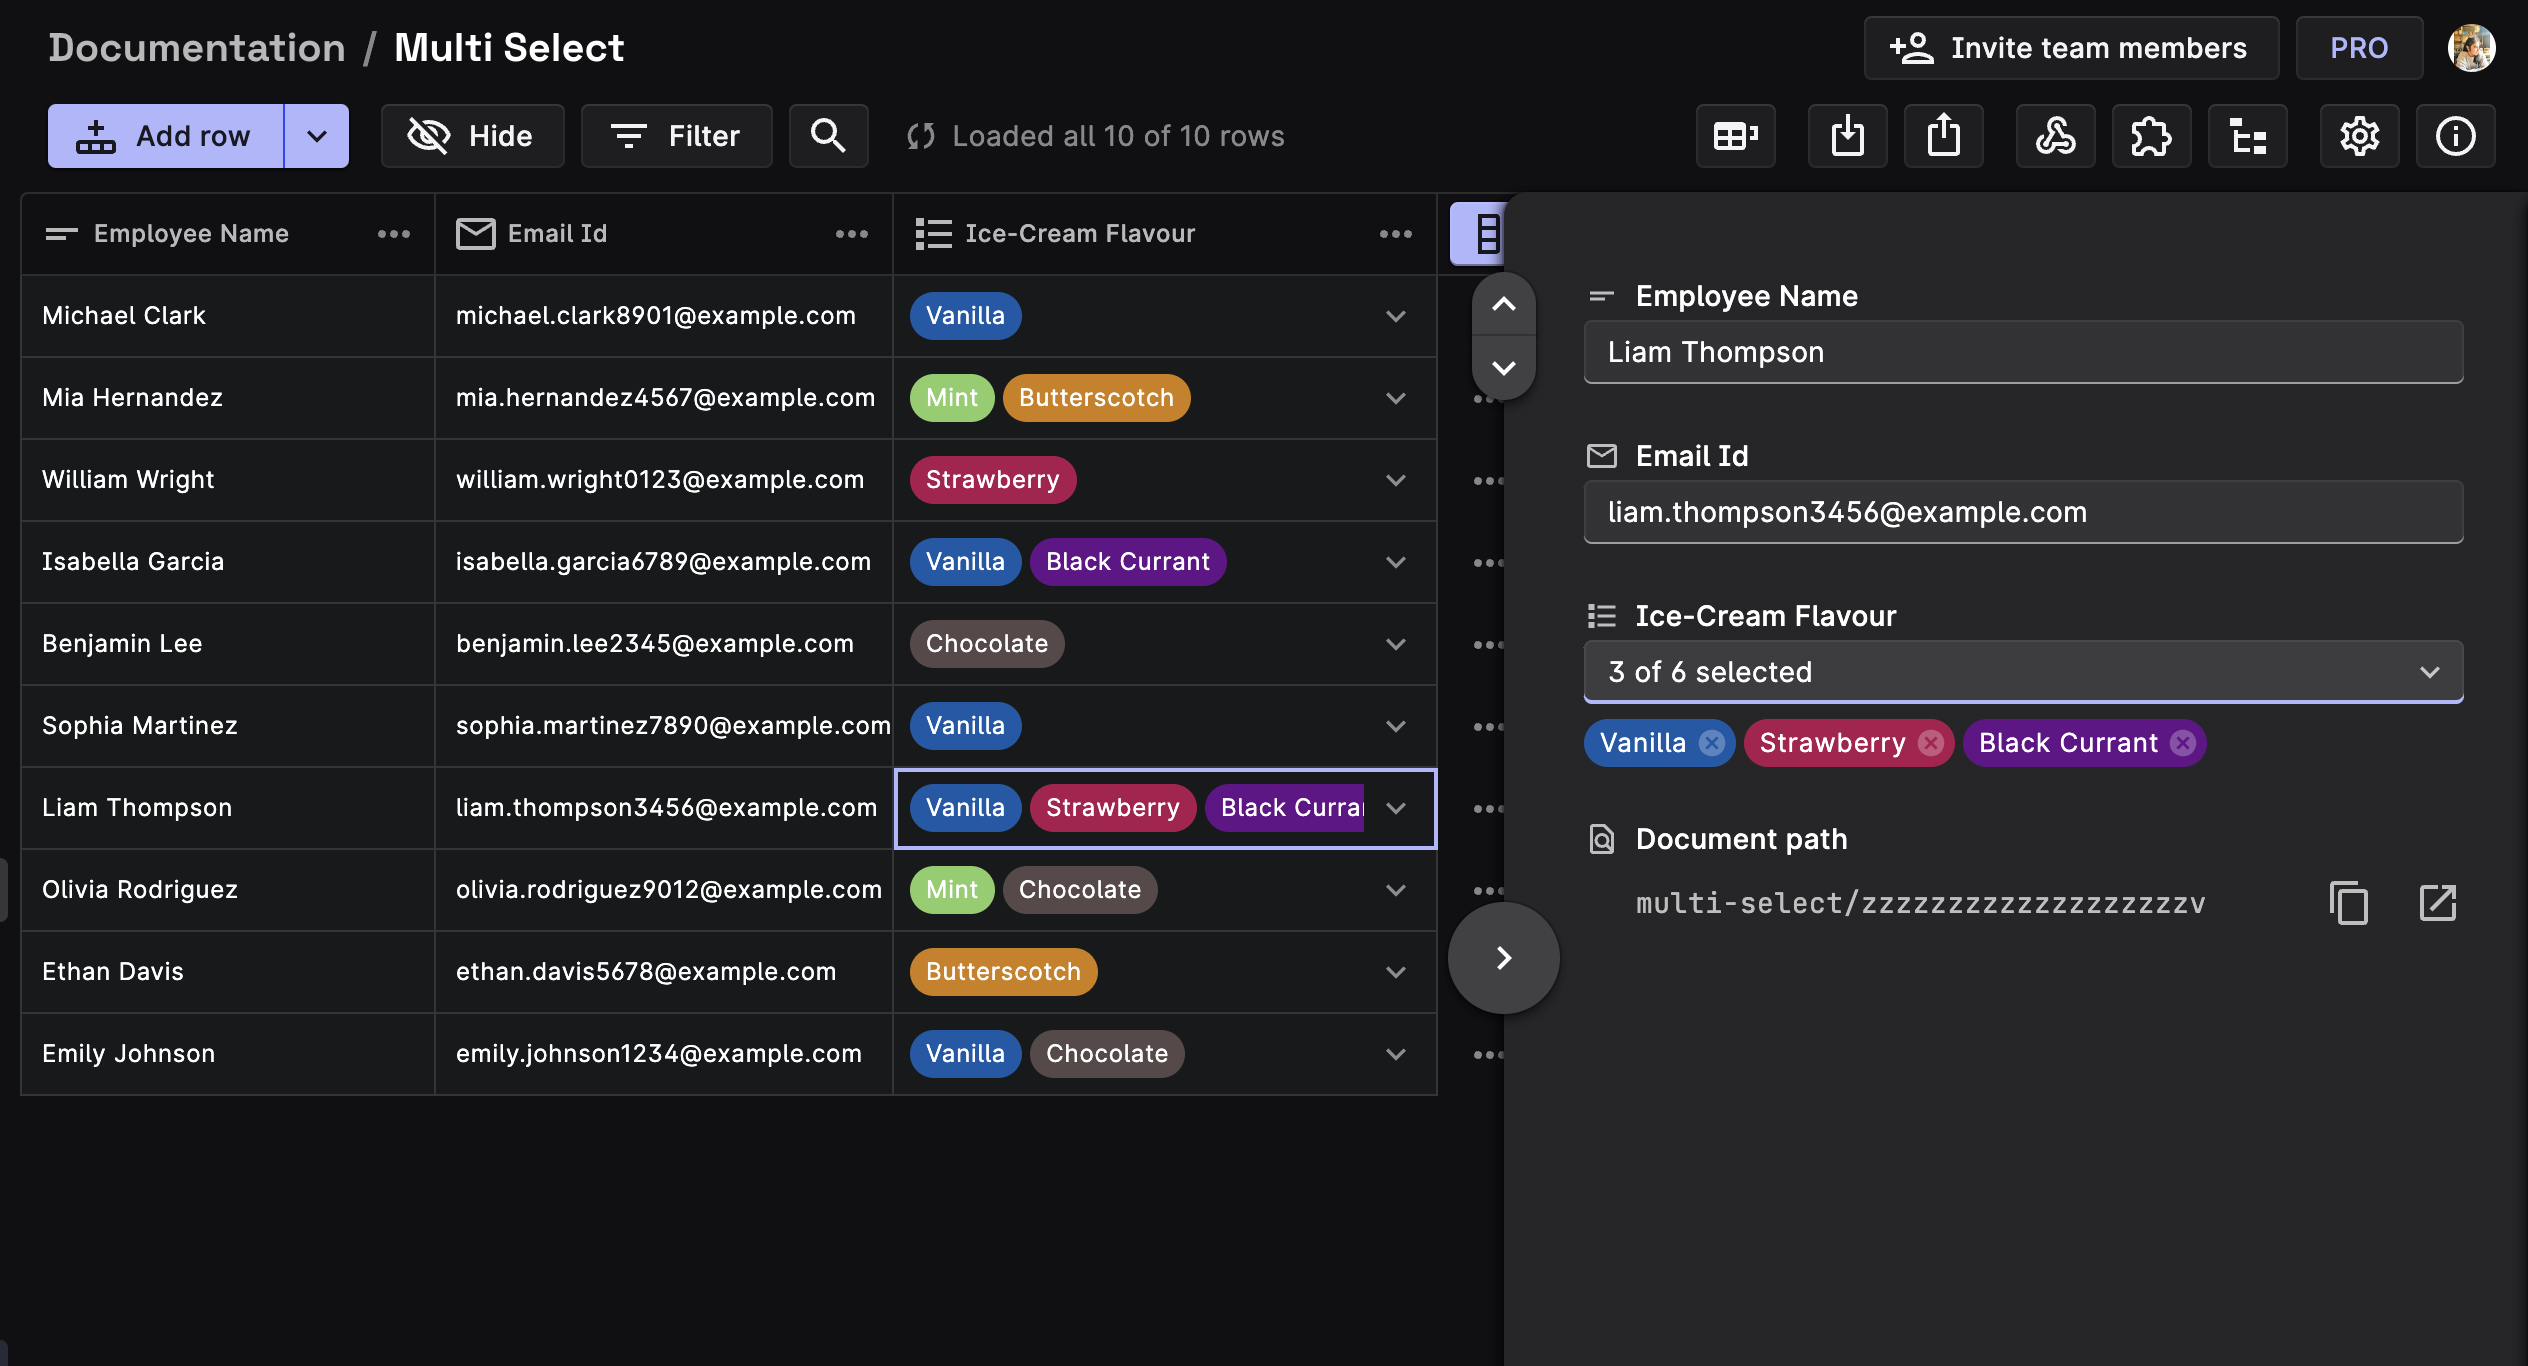 Documentation / Multi Select
Invite team members
PRO
Add row
Hide
Filter
Loaded all 10 of 10 rows
Employee Name
Email Id
Ice-Cream Flavour
Michael Clark michael.clark8901@example.com Vanilla
Mia Hernandez mia.hernandez4567@example.com Mint Butterscotch
William Wright william.wright0123@example.com Strawberry
Isabella Garcia isabella.garcia6789@example.com Vanilla Black Currant
Benjamin Lee benjamin.lee2345@example.com Chocolate
Sophia Martinez sophia.martinez7890@example.com Vanilla
Liam Thompson liam.thompson3456@example.com Vanilla Strawberry Black Curra
Olivia Rodriguez olivia.rodriguez9012@example.com Mint Chocolate
Ethan Davis ethan.davis5678@example.com Butterscotch
Emily Johnson emily.johnson1234@example.com Vanilla Chocolate
Employee Name
Liam Thompson
Email Id
liam.thompson3456@example.com
Ice-Cream Flavour
3 of 6 selected
Vanilla Strawberry Black Currant
Document path
multi-select/zzzzzzzzzzzzzzzzzzzv